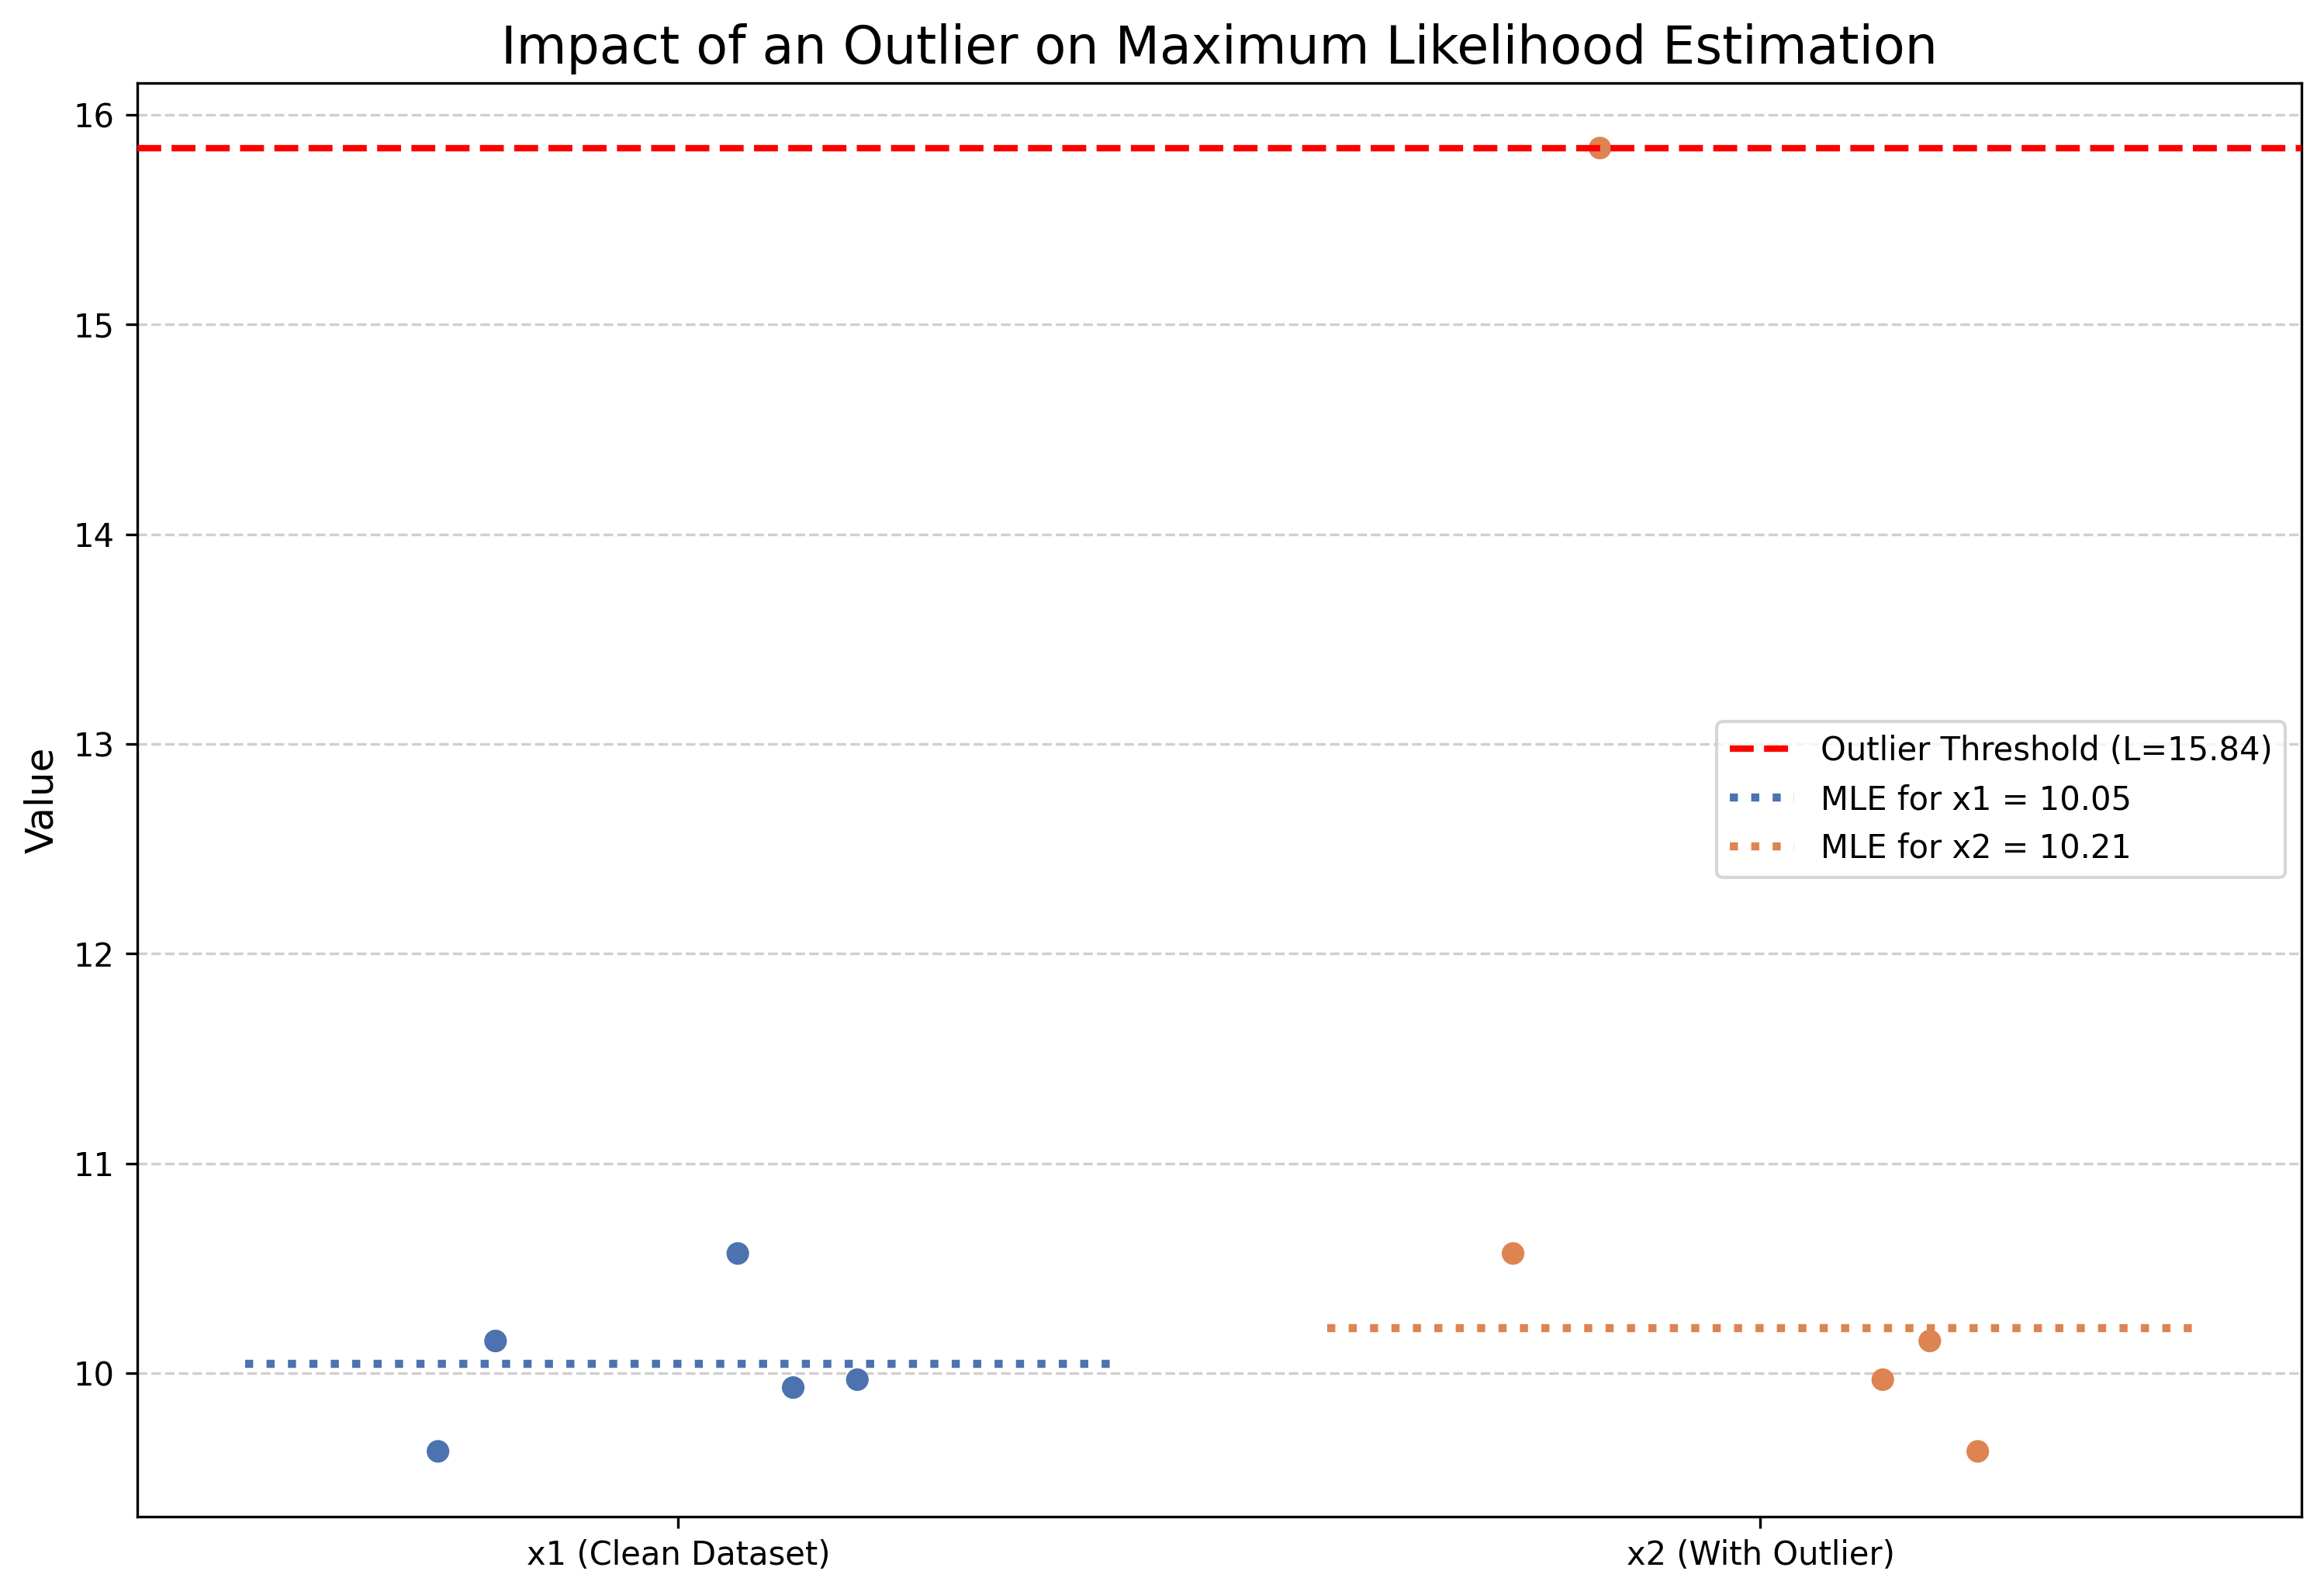 Impact of an Outlier on Maximum Likelihood Estimation
16
15
14
13
12
11
10
Value
Outlier Threshold (L=15.84)
MLE for x1 = 10.05
MLE for x2 = 10.21
x1 (Clean Dataset)
x2 (With Outlier)